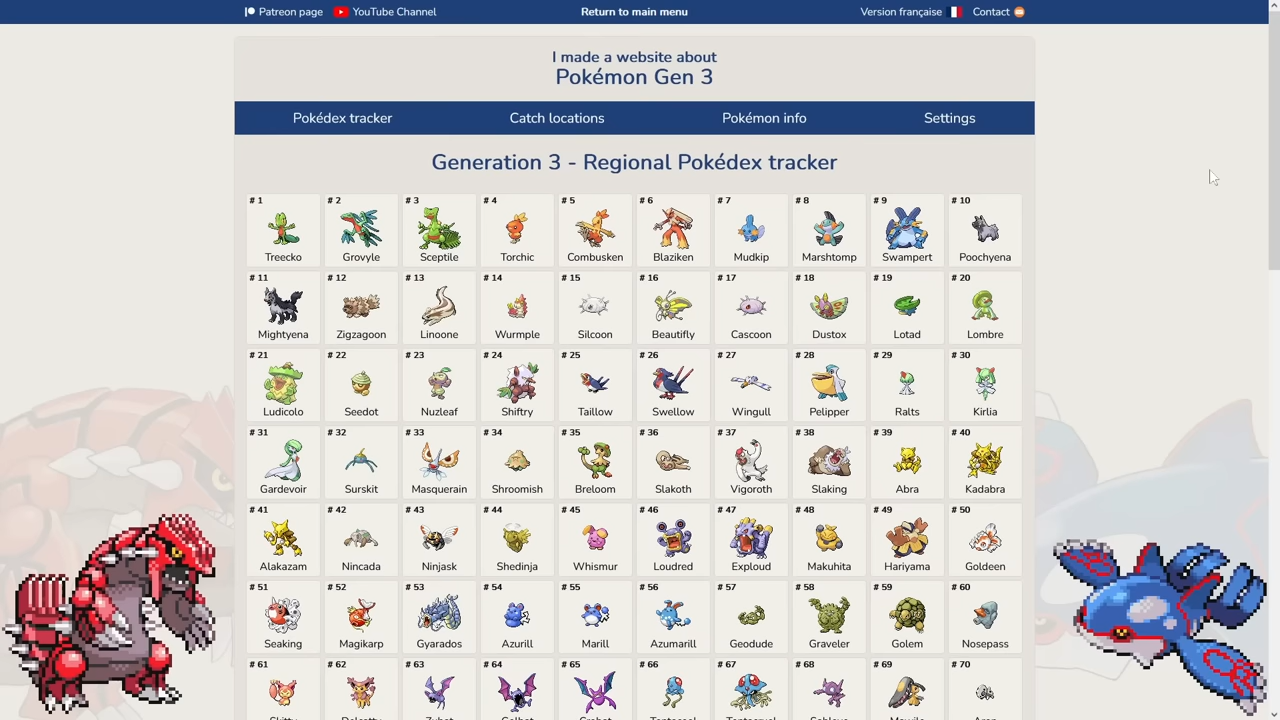 Patreon page YouTube Channel Return to main menu Version française Contact
I made a website about
Pokémon Gen 3
Pokédex tracker Catch locations Pokémon info Settings
Generation 3 - Regional Pokédex tracker
# 1 # 2 # 3 # 4 # 5 # 6 # 7 # 8 # 9 # 10
Treecko Grovyle Sceptile Torchic Combusken Blaziken Mudkip Marshtomp Swampert Poochyena
# 11 # 12 # 13 # 14 # 15 # 16 # 17 # 18 # 19 # 20
Mightyena Zigzagoon Linoone Wurmple Silcoon Beautifly Cascoon Dustox Lotad Lombre
# 21 # 22 # 23 # 24 # 25 # 26 # 27 # 28 # 29 # 30
Ludicolo Seedot Nuzleaf Shiftry Taillow Swellow Wingull Pelipper Ralts Kirlia
# 31 # 32 # 33 # 34 # 35 # 36 # 37 # 38 # 39 # 40
Gardevoir Surskit Masquerain Shroomish Breloom Slakoth Vigoroth Slaking Abra Kadabra
# 41 # 42 # 43 # 44 # 45 # 46 # 47 # 48 # 49 # 50
Alakazam Nincada Ninjask Shedinja Whismur Loudred Exploud Makuhita Hariyama Goldeen
# 51 # 52 # 53 # 54 # 55 # 56 # 57 # 58 # 59 # 60
Seaking Magikarp Gyarados Azurill Marill Azumarill Geodude Graveler Golem Nosepass
# 61 # 62 # 63 # 64 # 65 # 66 # 67 # 68 # 69 # 70